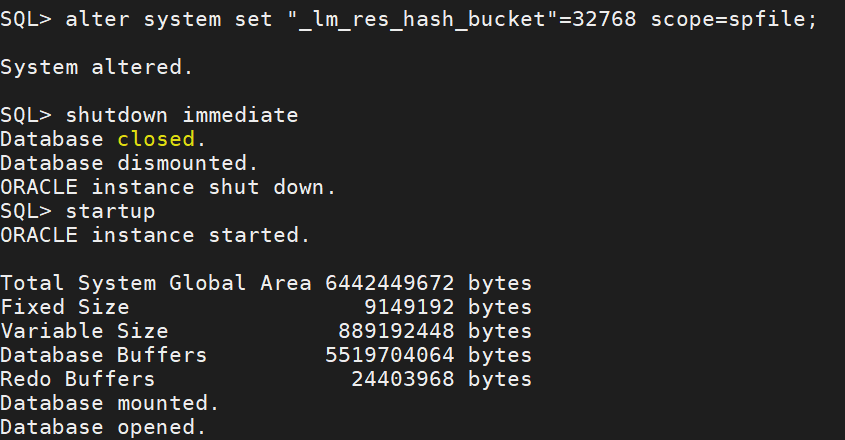 SQL> alter system set "_lm_res_hash_bucket"=32768 scope=spfile;
System altered.
SQL> shutdown immediate
Database closed.
Database dismounted.
ORACLE instance shut down.
SQL> startup
ORACLE instance started.
Total System Global Area 6442449672 bytes
Fixed Size                  9149192 bytes
Variable Size             889192448 bytes
Database Buffers         5519704064 bytes
Redo Buffers               24403968 bytes
Database mounted.
Database opened.